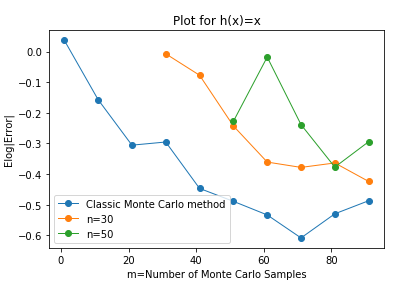 Plot for h(x)=x
Elog|Error|
0.0
−0.1
−0.2
−0.3
−0.4
−0.5
−0.6
Classic Monte Carlo method
n=30
n=50
0 20 40 60 80
m=Number of Monte Carlo Samples